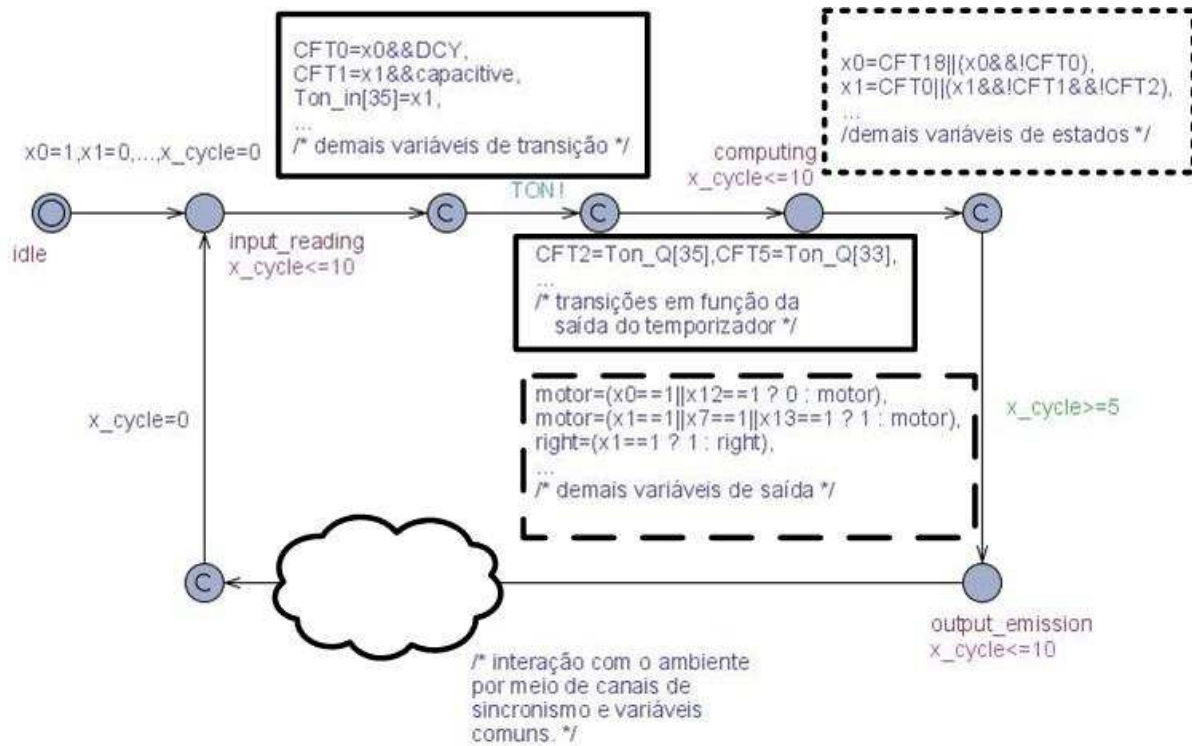 CFT0=x0&&DCY,
CFT1=x1&&capacitive,
Ton_in[35]=x1,
...
/* demais variáveis de transição */
x0=CFT18||(x0&&!CFT0),
x1=CFT0||(x1&&!CFT1&&!CFT2),
...
/demais variáveis de estados */
x0=1,x1=0,...,x_cycle=0
TON!
computing
x_cycle<=10
C
C
C
idle
input_reading
x_cycle<=10
CFT2=Ton_Q[35],CFT5=Ton_Q[33],
...
/* transições em função da
saída do temporizador */
motor=(x0==1||x12==1 ? 0 : motor),
motor=(x1==1||x7==1||x13==1 ? 1 : motor),
right=(x1==1 ? 1 : right),
...
/* demais variáveis de saída */
x_cycle=0
x_cycle>=5
C
output_emission
x_cycle<=10
/* interação com o ambiente
por meio de canais de
sincronismo e variáveis
comuns. */